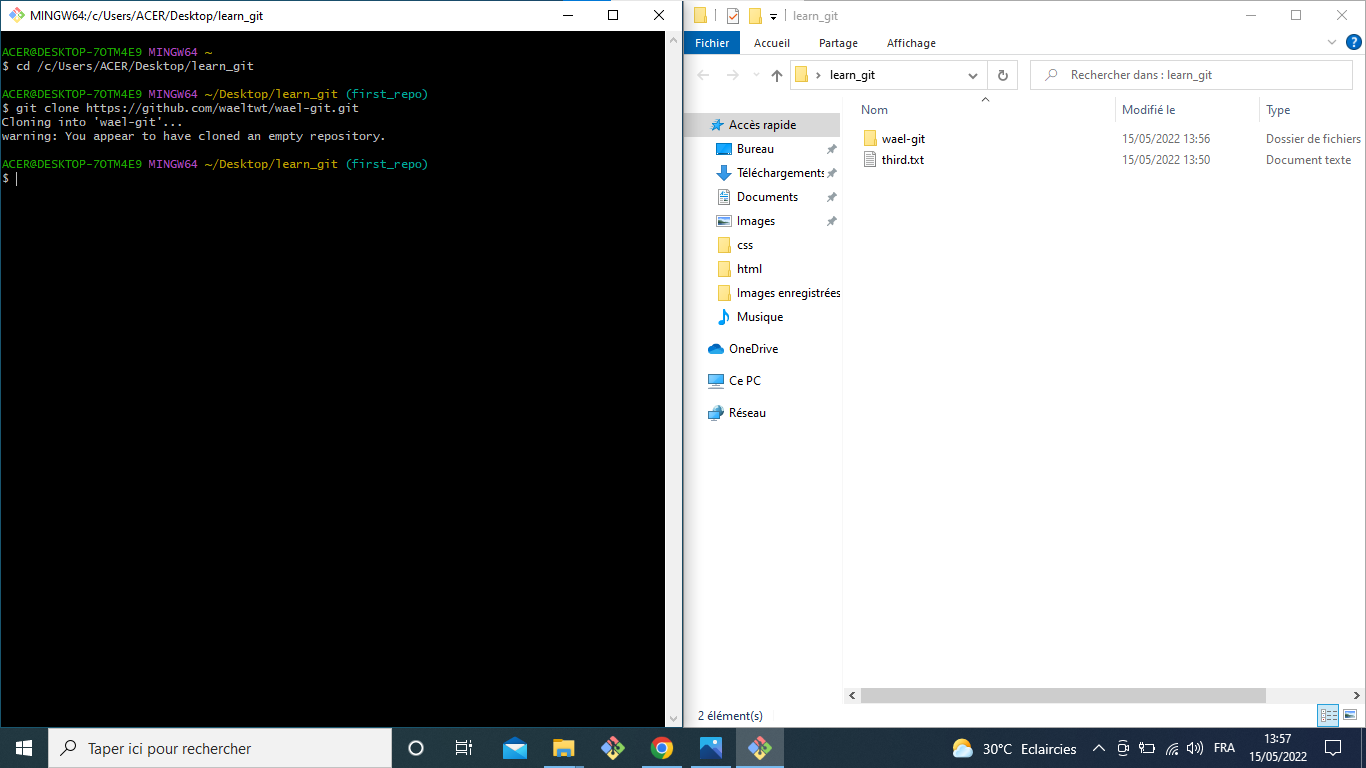 MINGW64:/c/Users/ACER/Desktop/learn_git
ACER@DESKTOP-7OTM4E9 MINGW64 ~
$ cd /c/Users/ACER/Desktop/learn_git
ACER@DESKTOP-7OTM4E9 MINGW64 ~/Desktop/learn_git (first_repo)
$ git clone https://github.com/waeltwt/wael-git.git
Cloning into 'wael-git'...
warning: You appear to have cloned an empty repository.
ACER@DESKTOP-7OTM4E9 MINGW64 ~/Desktop/learn_git (first_repo)
$
learn_git
Fichier Accueil Partage Affichage
learn_git
Rechercher dans : learn_git
Nom Modifié le Type
wael-git 15/05/2022 13:56 Dossier de fichiers
third.txt 15/05/2022 13:50 Document texte
Accès rapide
Bureau
Téléchargements
Documents
Images
css
html
Images enregistrées
Musique
OneDrive
Ce PC
Réseau
2 élément(s)
Taper ici pour rechercher
30°C Eclaircies
FRA
13:57
15/05/2022